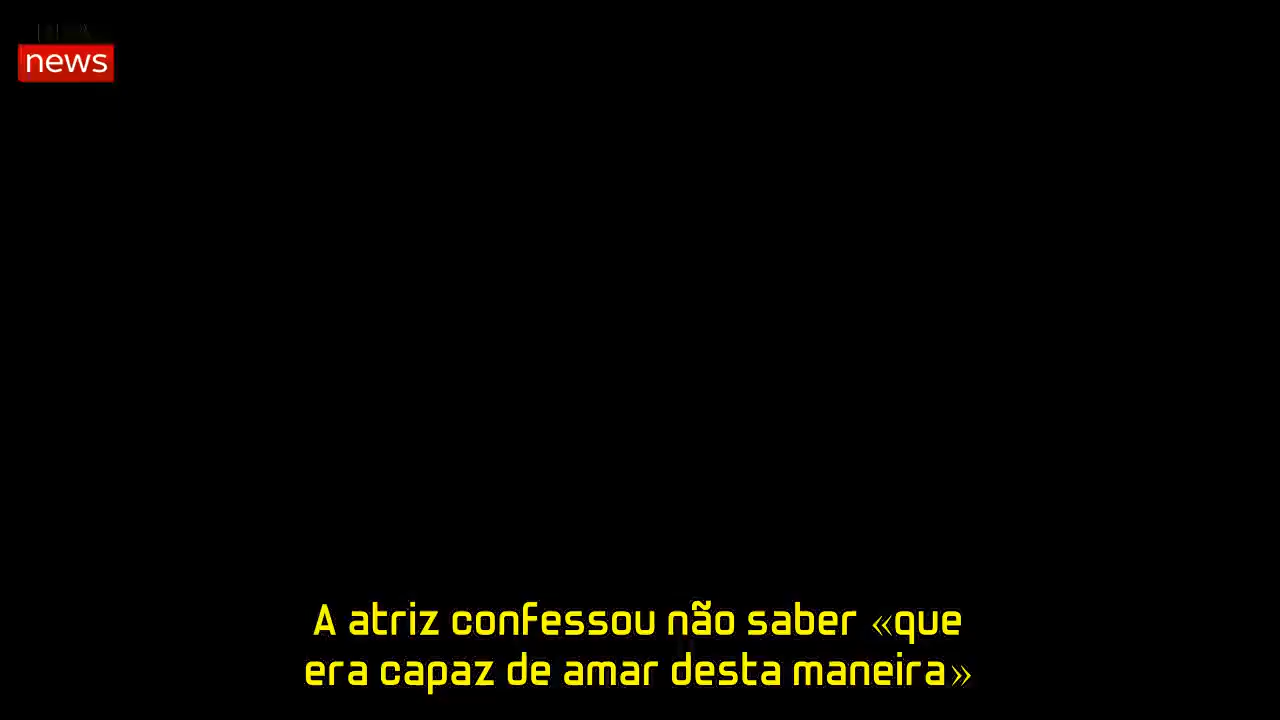 news
A atriz confessou não saber «que
era capaz de amar desta maneira»